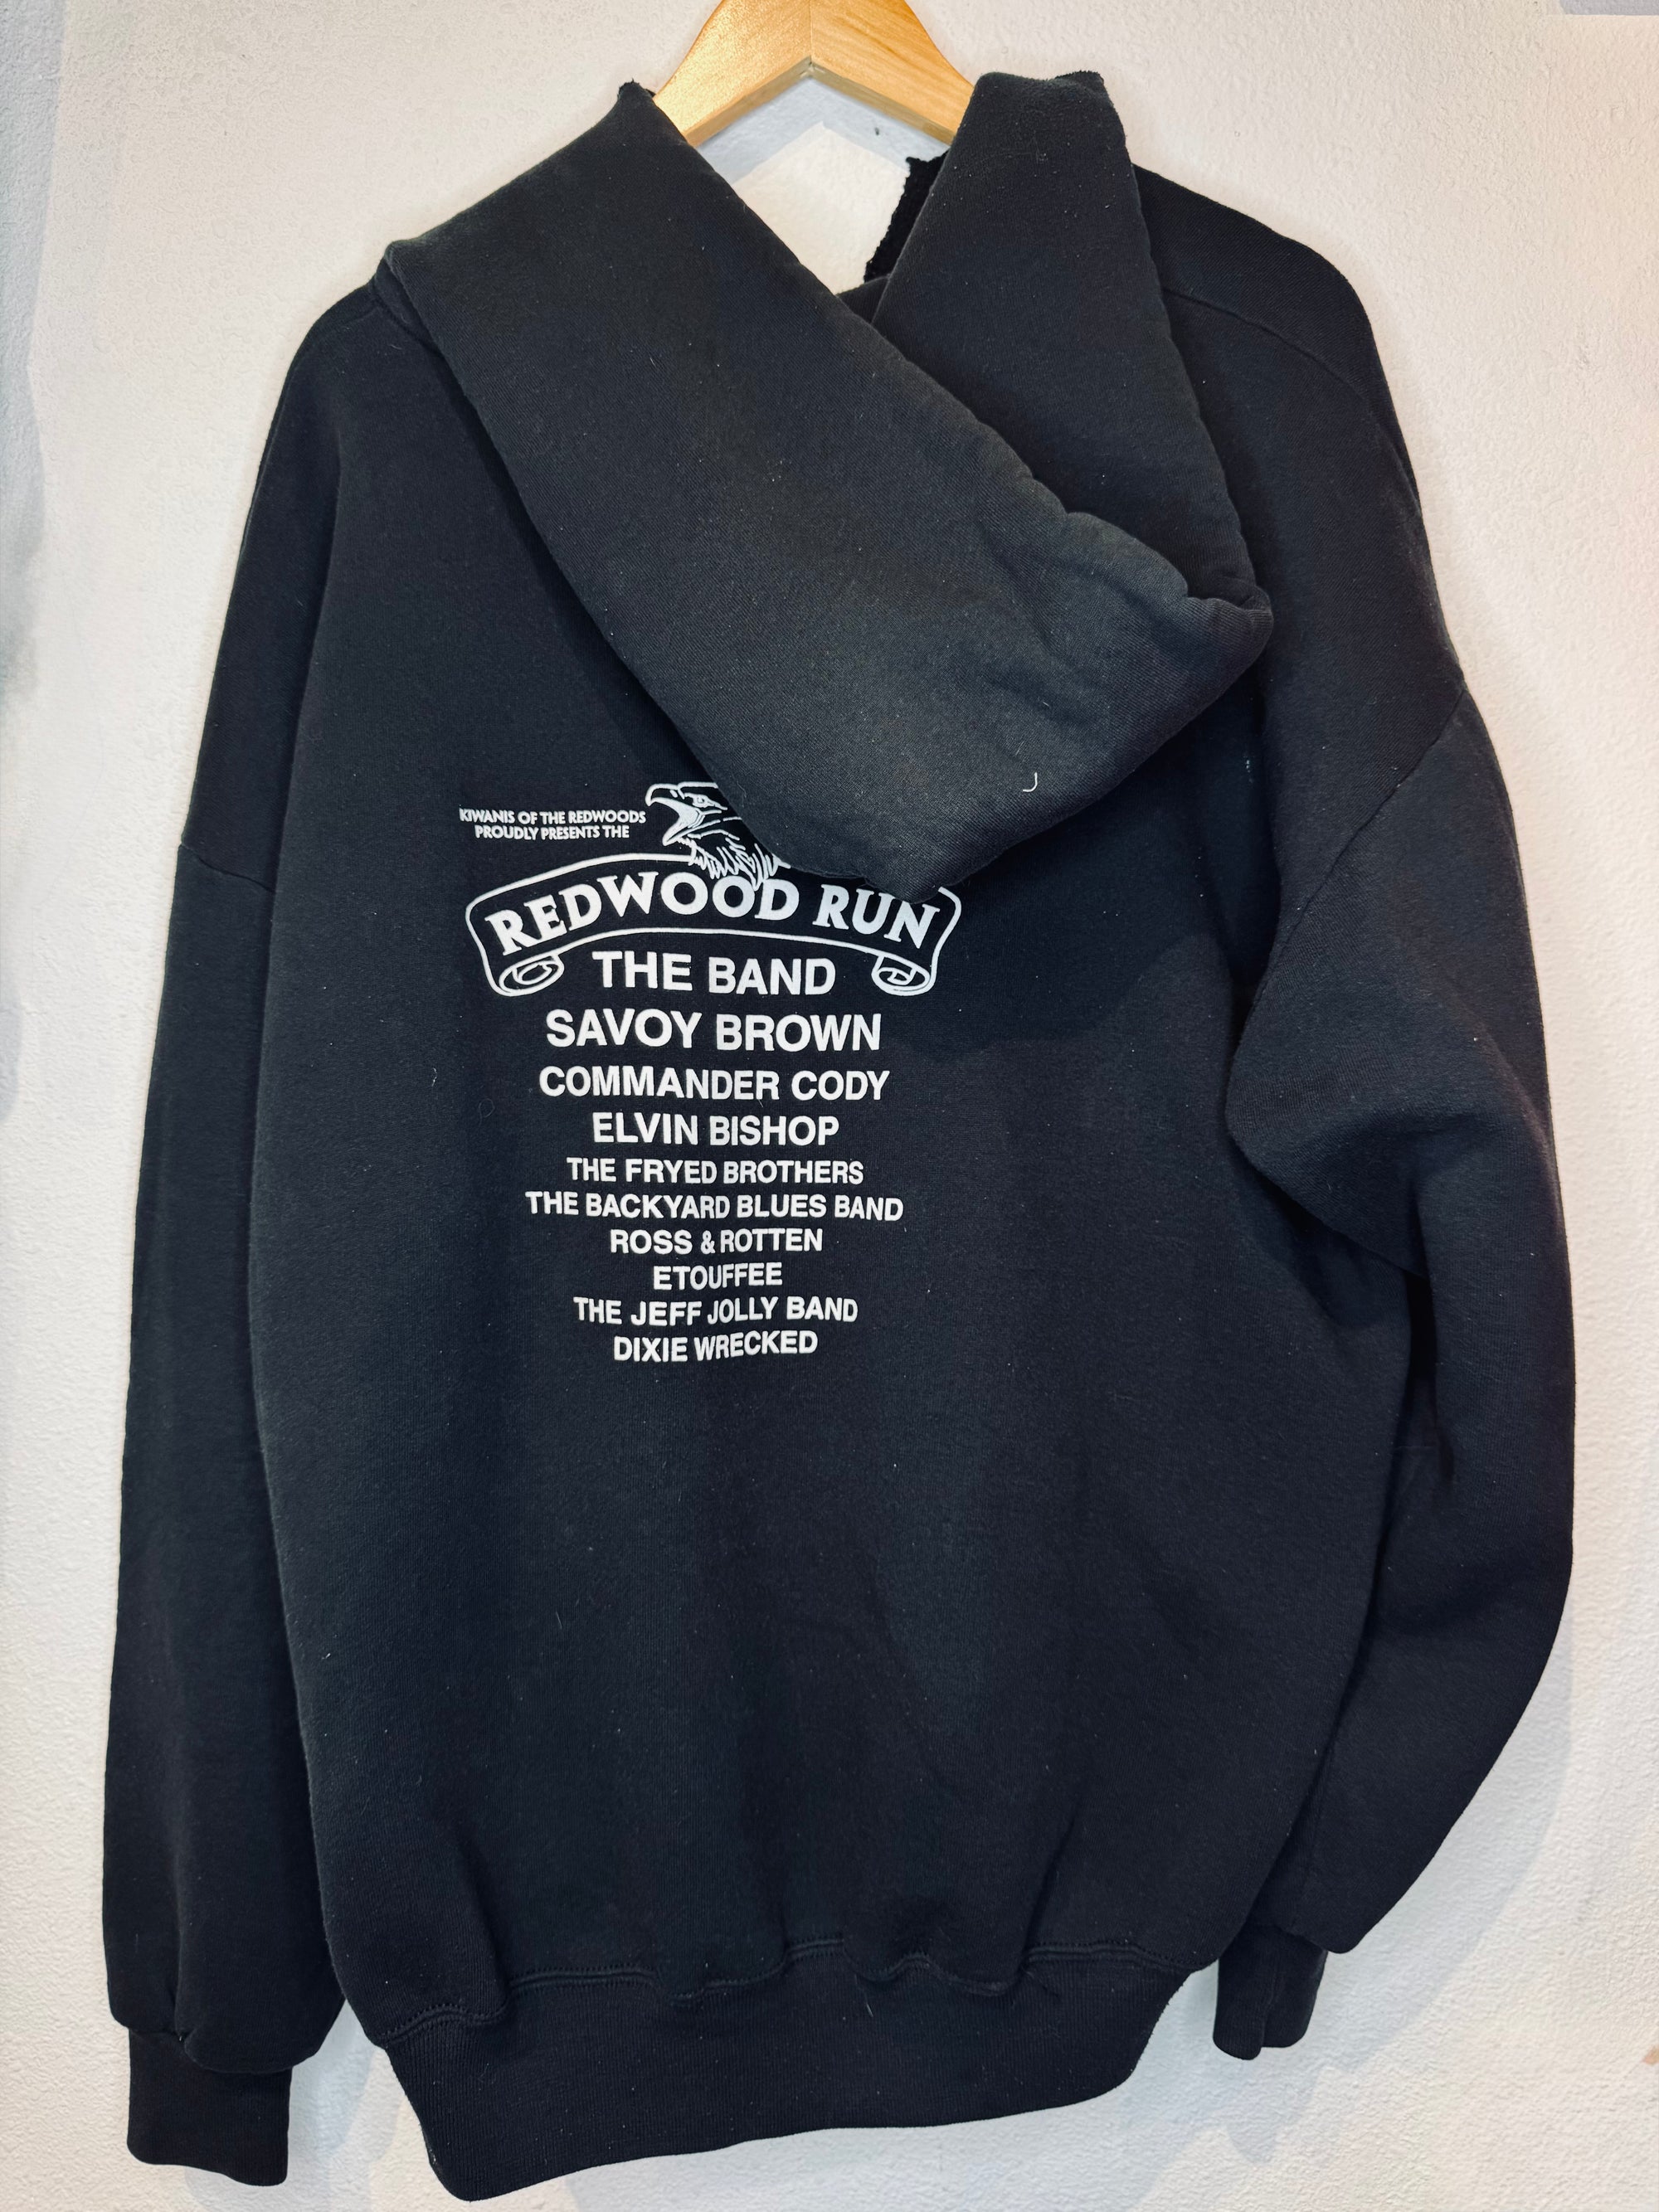 KIWANIS OF THE REDWOODS
PROUDLY PRESENTS THE
REDWOOD RUN
THE BAND
SAVOY BROWN
COMMANDER CODY
ELVIN BISHOP
THE FRYED BROTHERS
THE BACKYARD BLUES BAND
ROSS & ROTTEN
ETOUFFEE
THE JEFF JOLLY BAND
DIXIE WRECKED